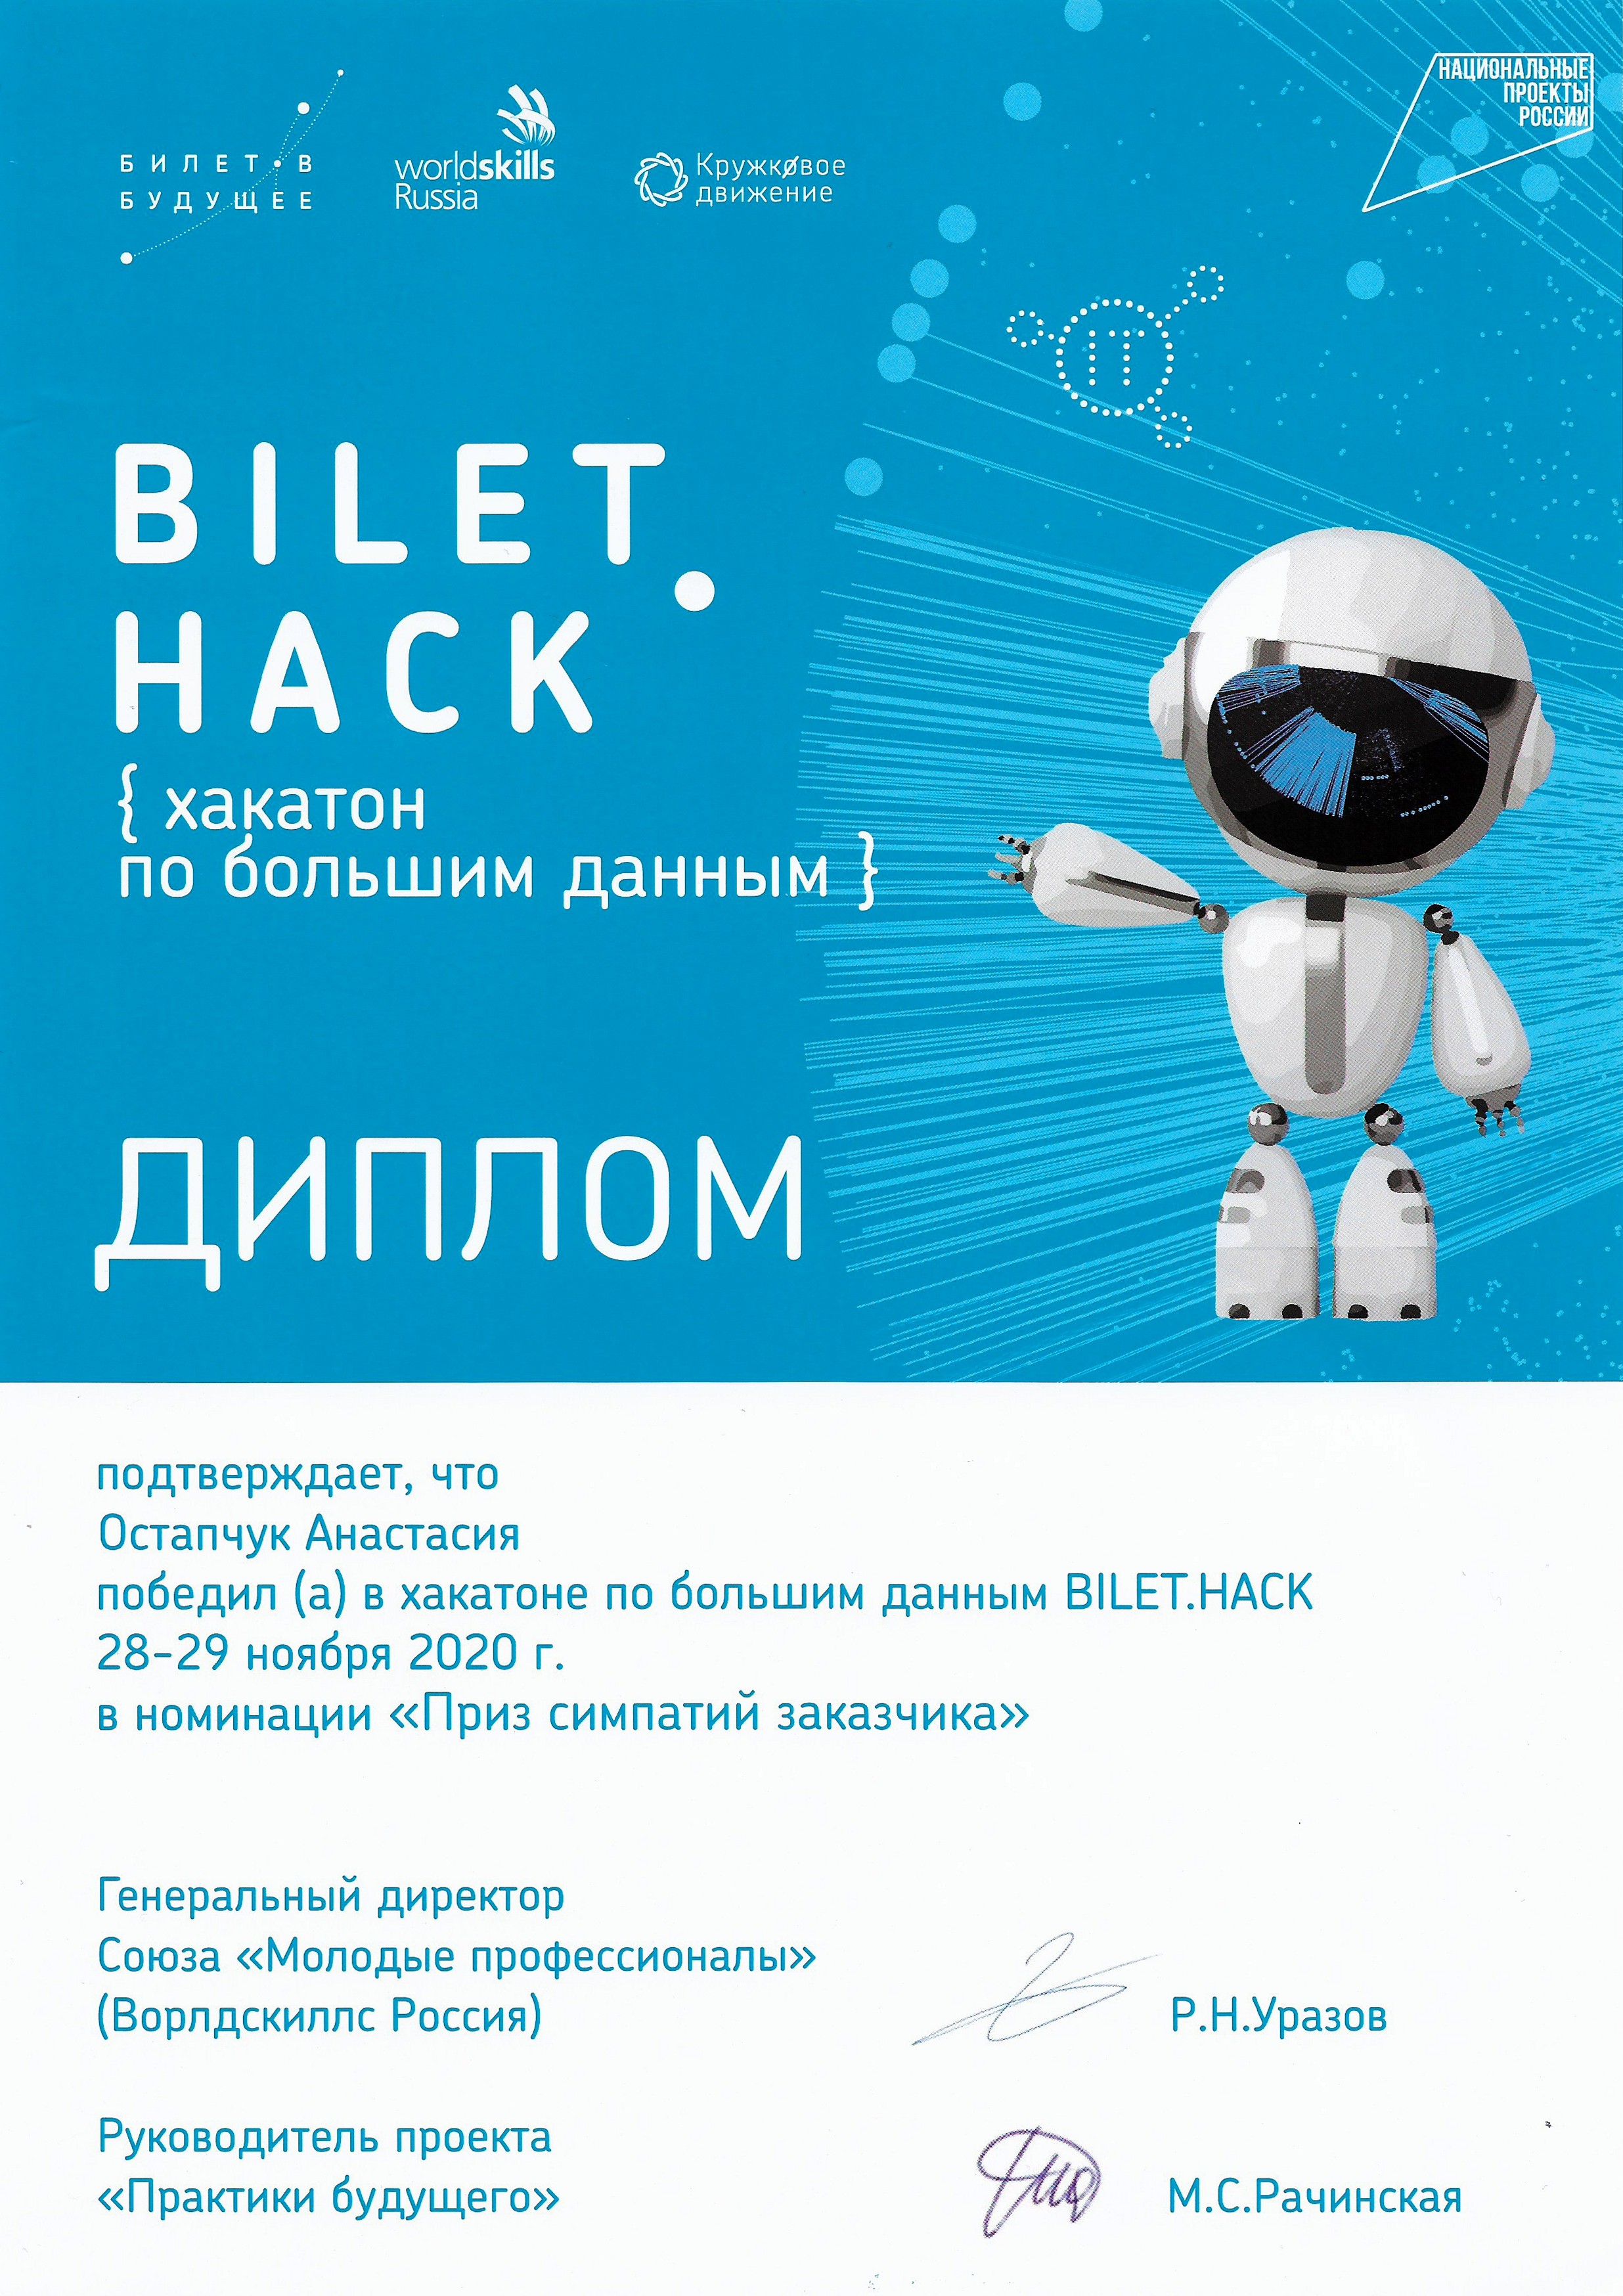 БИЛЕТ В
БУДУЩЕЕ
worldskills
Russia
Кружковое
движение
НАЦИОНАЛЬНЫЕ
ПРОЕКТЫ
РОССИИ
IT
BILET.
HACK
{ хакатон
по большим данным }
ДИПЛОМ
подтверждает, что
Остапчук Анастасия
победил (а) в хакатоне по большим данным BILET.HACK
28-29 ноября 2020 г.
в номинации «Приз симпатий заказчика»
Генеральный директор
Союза «Молодые профессионалы»
(Ворлдскиллс Россия)
Р.Н.Уразов
Руководитель проекта
«Практики будущего»
М.С.Рачинская